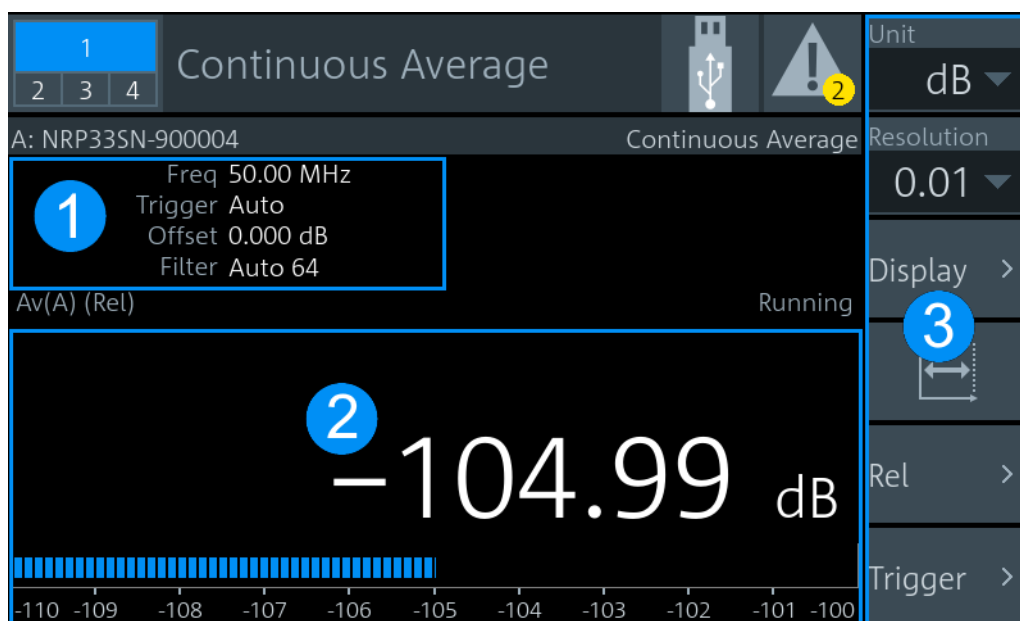 1
2 3 4
Continuous Average
2
Unit
dB
A: NRP33SN-900004 Continuous Average
Resolution
0.01
1
Freq 50.00 MHz
Trigger Auto
Offset 0.000 dB
Filter Auto 64
Display
3
Av(A) (Rel) Running
2
−104.99 dB
Rel
Trigger
-110 -109 -108 -107 -106 -105 -104 -103 -102 -101 -100